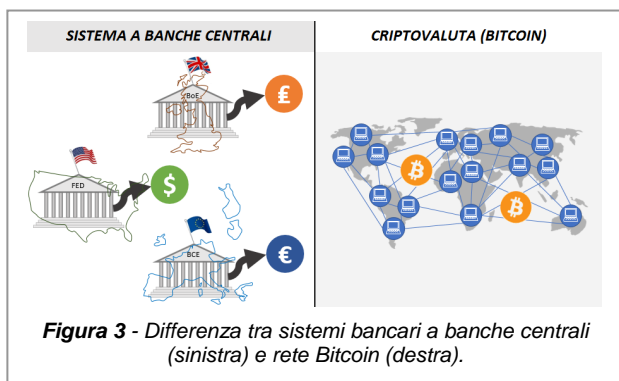 SISTEMA A BANCHE CENTRALI
CRIPTOVALUTA (BITCOIN)
BoE
£
FED
$
BCE
€
Figura 3 - Differenza tra sistemi bancari a banche centrali
(sinistra) e rete Bitcoin (destra).